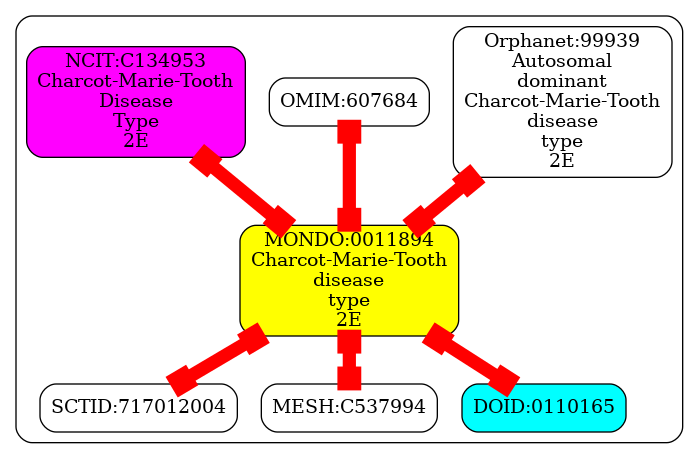 NCIT:C134953
Charcot-Marie-Tooth
Disease
Type
2E
OMIM:607684
Orphanet:99939
Autosomal
dominant
Charcot-Marie-Tooth
disease
type
2E
MONDO:0011894
Charcot-Marie-Tooth
disease
type
2E
SCTID:717012004
MESH:C537994
DOID:0110165